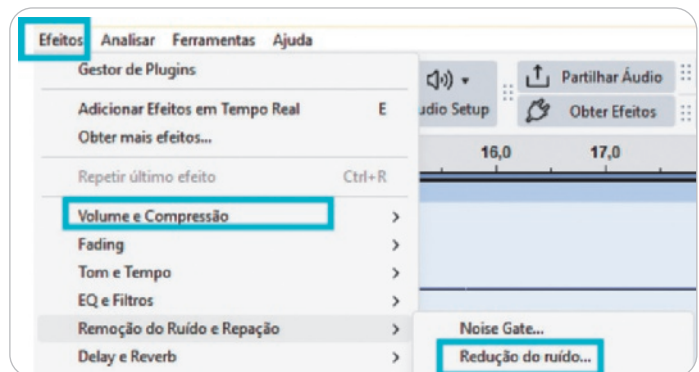 Efeitos Analisar Ferramentas Ajuda
Gestor de Plugins
Adicionar Efeitos em Tempo Real E
Obter mais efeitos...
Repetir último efeito Ctrl+R
Volume e Compressão
Fading
Tom e Tempo
EQ e Filtros
Remoção do Ruído e Repação
Delay e Reverb
Partilhar Áudio
udio Setup Obter Efeitos
16,0 17,0
Noise Gate...
Redução do ruído...